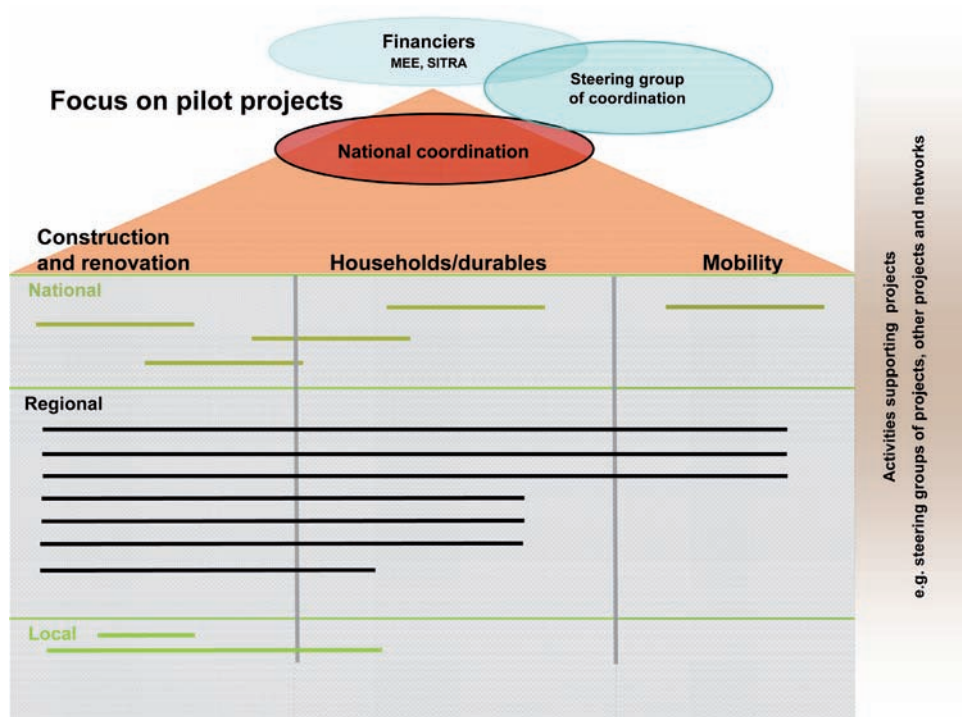 Financiers
MEE, SITRA
Steering group
of coordination
Focus on pilot projects
National coordination
Construction
and renovation
Households/durables
Mobility
National
Regional
Local
Activities supporting projects
e.g. steering groups of projects, other projects and networks